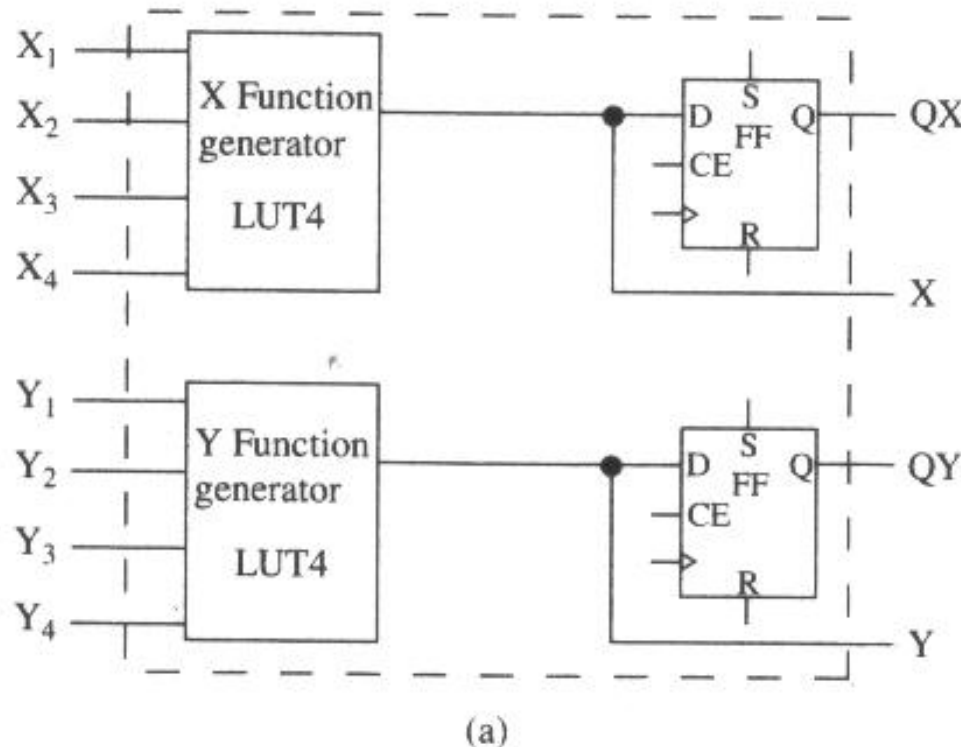 X1
X2
X3
X4
X Function
generator
LUT4
D
S
Q
FF
CE
R
QX
X
Y1
Y2
Y3
Y4
Y Function
generator
LUT4
D
S
Q
FF
CE
R
QY
Y
(a)